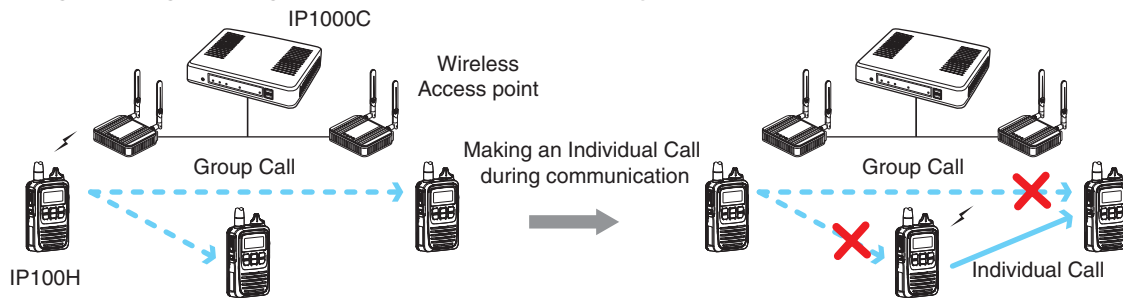 IP1000C
Wireless
Access point
Group Call
IP100H
Making an Individual Call
during communication
Group Call
Individual Call